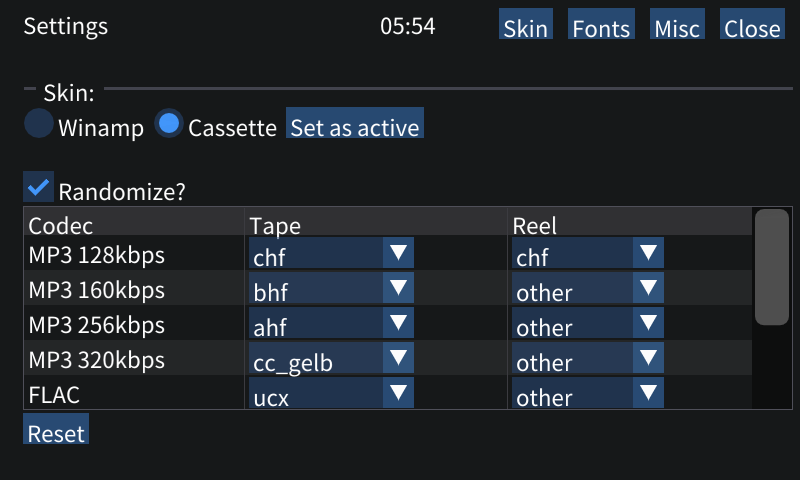 Settings 05:54 Skin Fonts Misc Close
Skin:
Winamp Cassette Set as active
Randomize?
Codec Tape Reel
MP3 128kbps chf chf
MP3 160kbps bhf other
MP3 256kbps ahf other
MP3 320kbps cc_gelb other
FLAC ucx other
Reset